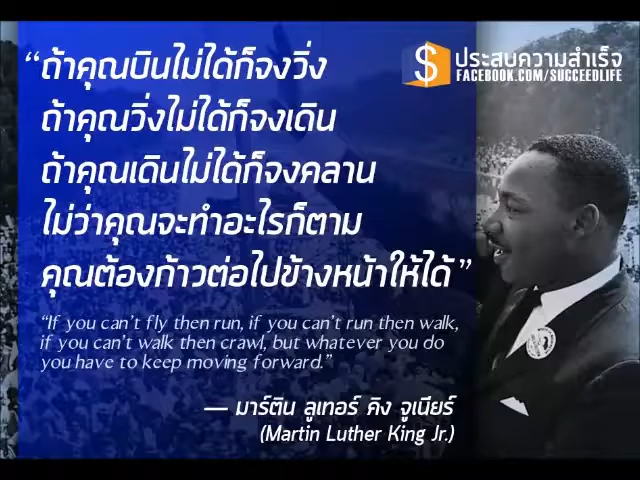 ประสบความสำเร็จ
FACEBOOK.COM/SUCCEEDLIFE
“ถ้าคุณบินไม่ได้ก็จงวิ่ง
ถ้าคุณวิ่งไม่ได้ก็จงเดิน
ถ้าคุณเดินไม่ได้ก็จงคลาน
ไม่ว่าคุณจะทำอะไรก็ตาม
คุณต้องก้าวต่อไปข้างหน้าให้ได้”
“If you can’t fly then run, if you can’t run then walk,
if you can’t walk then crawl, but whatever you do
you have to keep moving forward.”
— มาร์ติน ลูเทอร์ คิง จูเนียร์
(Martin Luther King Jr.)